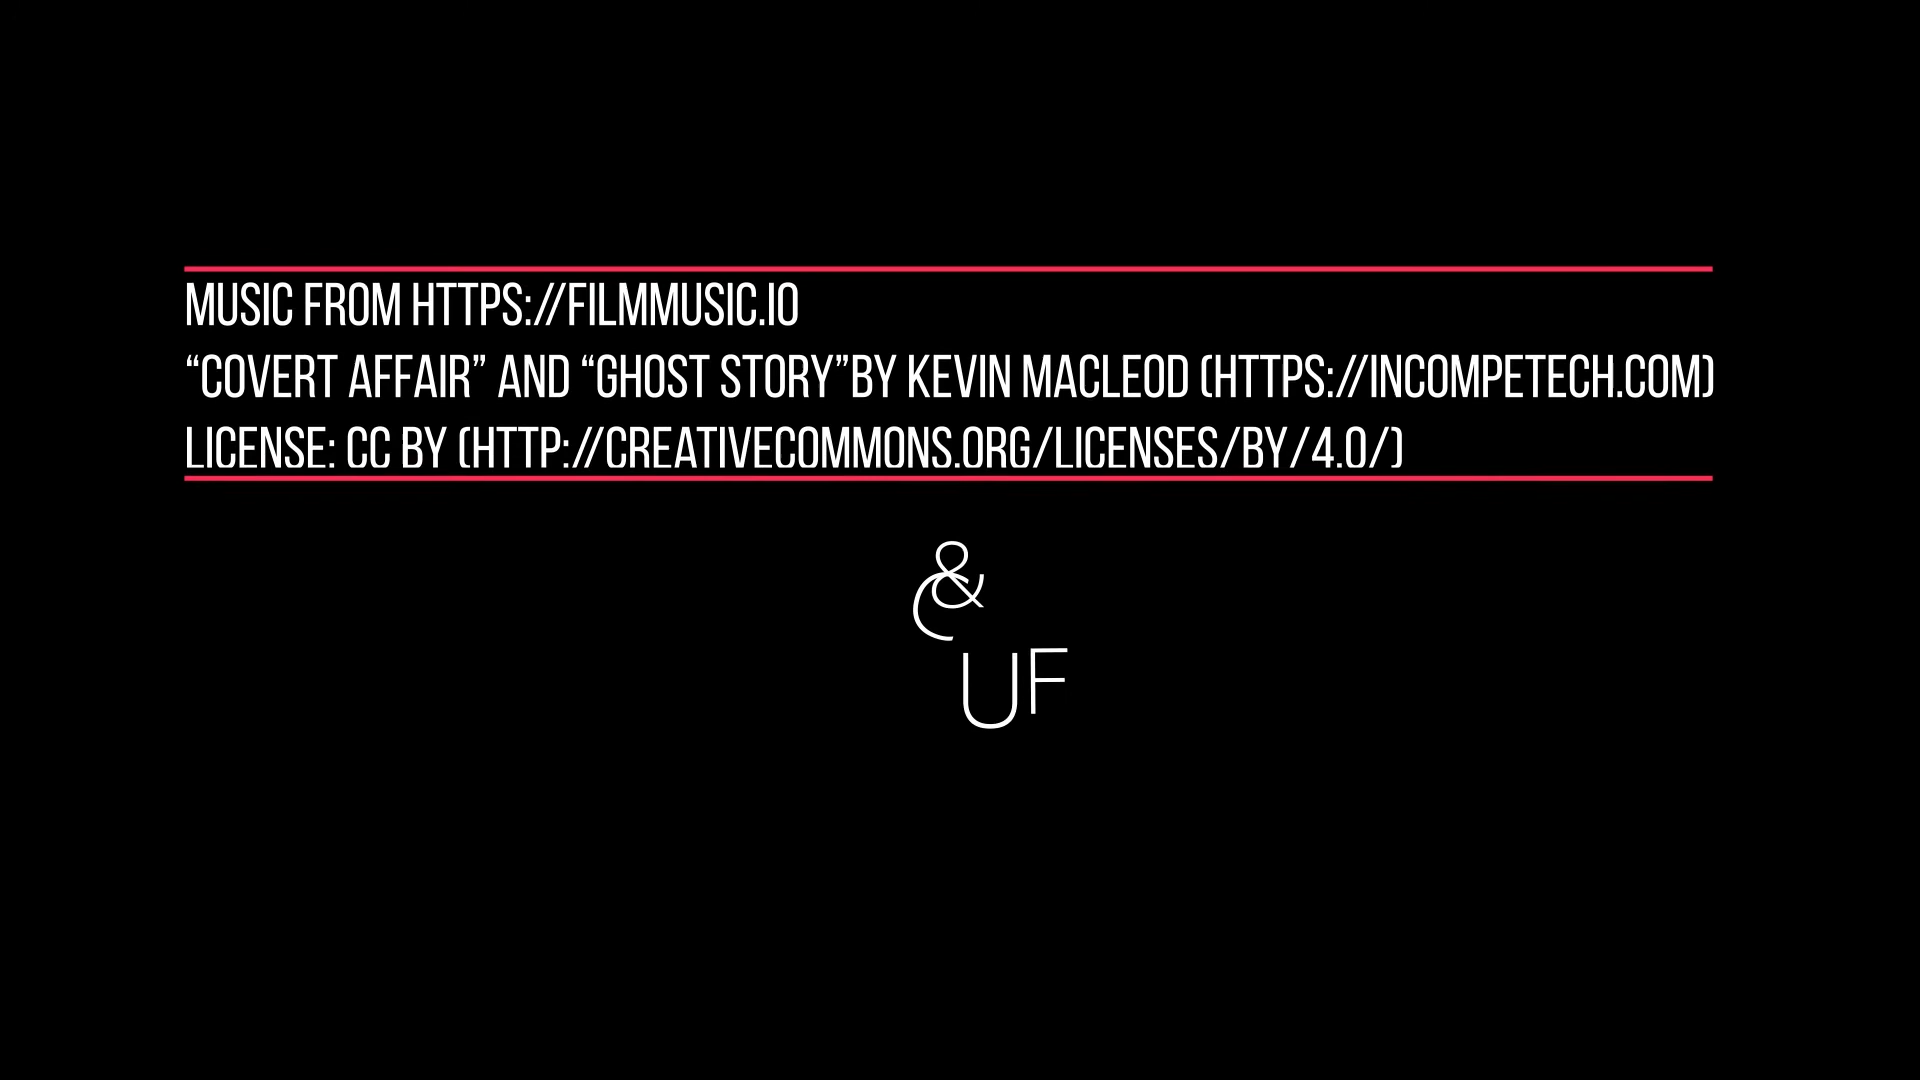 MUSIC FROM HTTPS://FILMMUSIC.IO
“COVERT AFFAIR” AND “GHOST STORY”BY KEVIN MACLEOD (HTTPS://INCOMPETECH.COM)
LICENSE: CC BY (HTTP://CREATIVECOMMONS.ORG/LICENSES/BY/4.0/)
&
C
UF